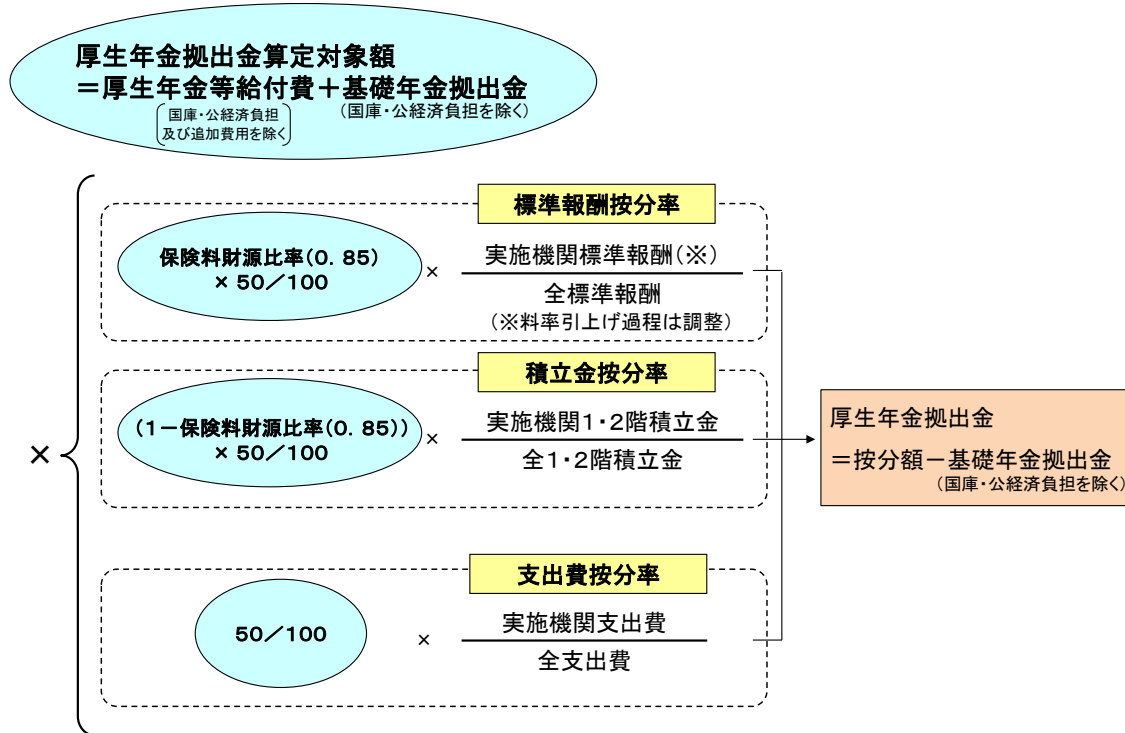 厚生年金拠出金算定対象額
＝厚生年金等給付費＋基礎年金拠出金
国庫・公経済負担
及び追加費用を除く
（国庫・公経済負担を除く）
×
標準報酬按分率
保険料財源比率（０．８５）
×５０／１００
×
実施機関標準報酬（※）
全標準報酬
（※料率引上げ過程は調整）
積立金按分率
（１－保険料財源比率（０．８５））
×５０／１００
×
実施機関１・２階積立金
全１・２階積立金
支出費按分率
５０／１００
×
実施機関支出費
全支出費
厚生年金拠出金
＝按分額－基礎年金拠出金
（国庫・公経済負担を除く）